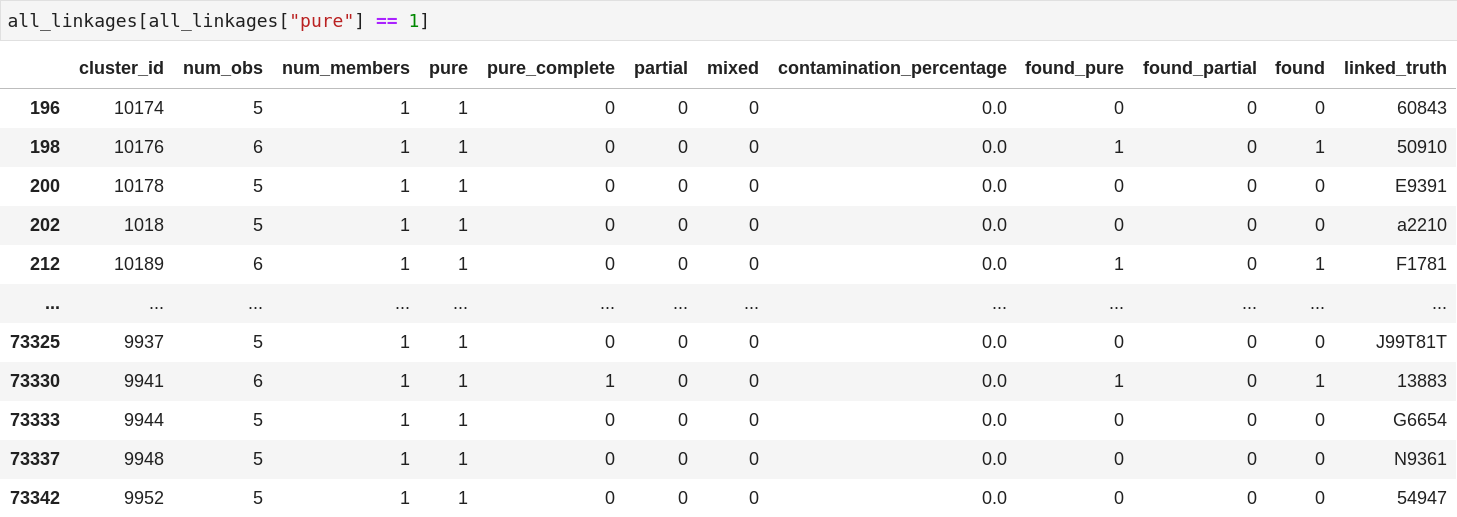 all_linkages[all_linkages["pure"] == 1]
cluster_id num_obs num_members pure pure_complete partial mixed contamination_percentage found_pure found_partial found linked_truth
196 10174 5 1 1 0 0 0 0.0 0 0 0 60843
198 10176 6 1 1 0 0 0 0.0 1 0 1 50910
200 10178 5 1 1 0 0 0 0.0 0 0 0 E9391
202 1018 5 1 1 0 0 0 0.0 0 0 0 a2210
212 10189 6 1 1 0 0 0 0.0 1 0 1 F1781
... ... ... ... ... ... ... ... ... ... ... ... ...
73325 9937 5 1 1 0 0 0 0.0 0 0 0 J99T81T
73330 9941 6 1 1 1 0 0 0.0 1 0 1 13883
73333 9944 5 1 1 0 0 0 0.0 0 0 0 G6654
73337 9948 5 1 1 0 0 0 0.0 0 0 0 N9361
73342 9952 5 1 1 0 0 0 0.0 0 0 0 54947